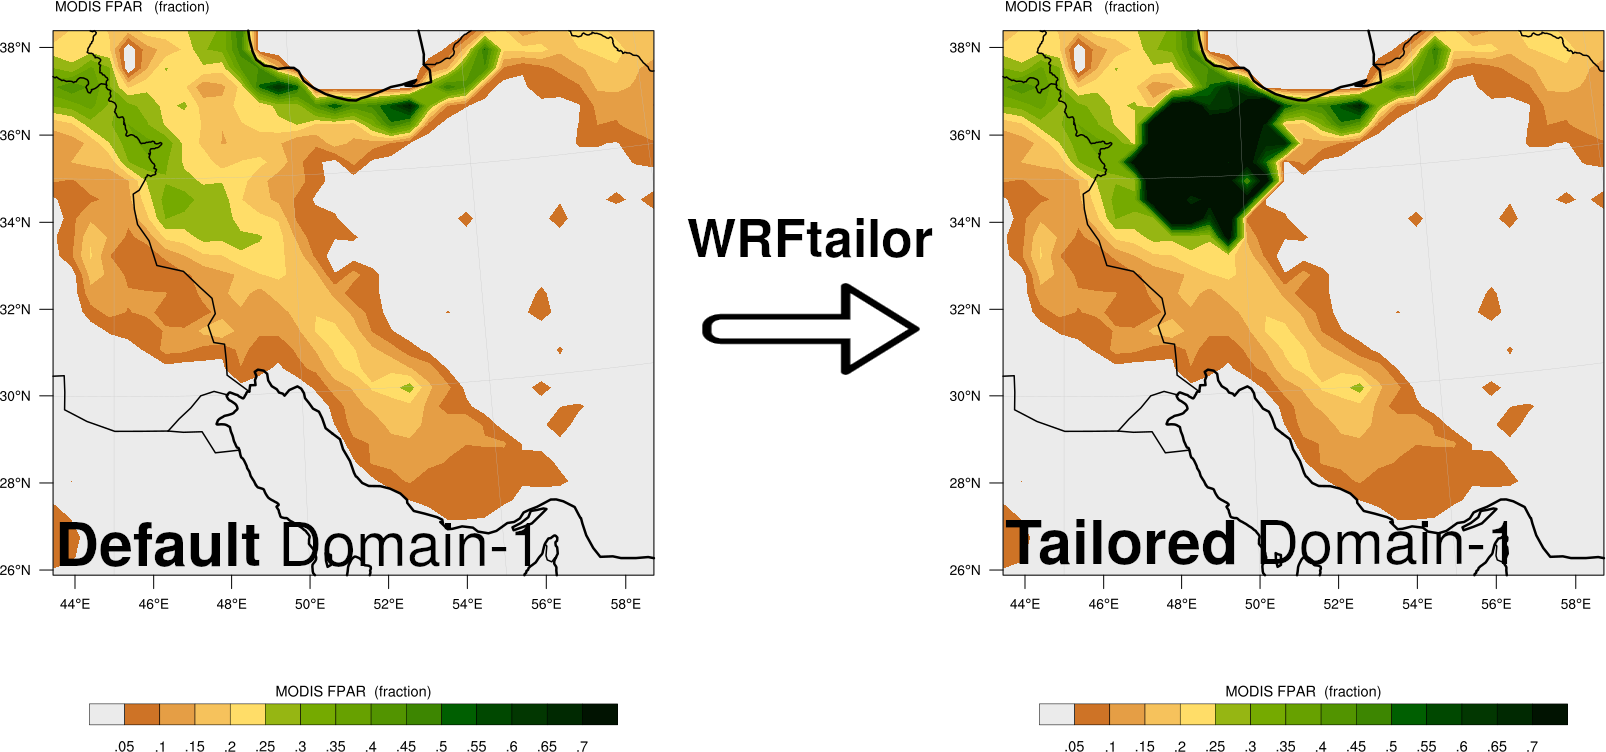 MODIS FPAR (fraction)
38°N
36°N
34°N
32°N
30°N
28°N
26°N
Default Domain-1
44°E 46°E 48°E 50°E 52°E 54°E 56°E 58°E
MODIS FPAR (fraction)
.05 .1 .15 .2 .25 .3 .35 .4 .45 .5 .55 .6 .65 .7
WRFtailor
MODIS FPAR (fraction)
38°N
36°N
34°N
32°N
30°N
28°N
26°N
Tailored Domain-1
44°E 46°E 48°E 50°E 52°E 54°E 56°E 58°E
MODIS FPAR (fraction)
.05 .1 .15 .2 .25 .3 .35 .4 .45 .5 .55 .6 .65 .7